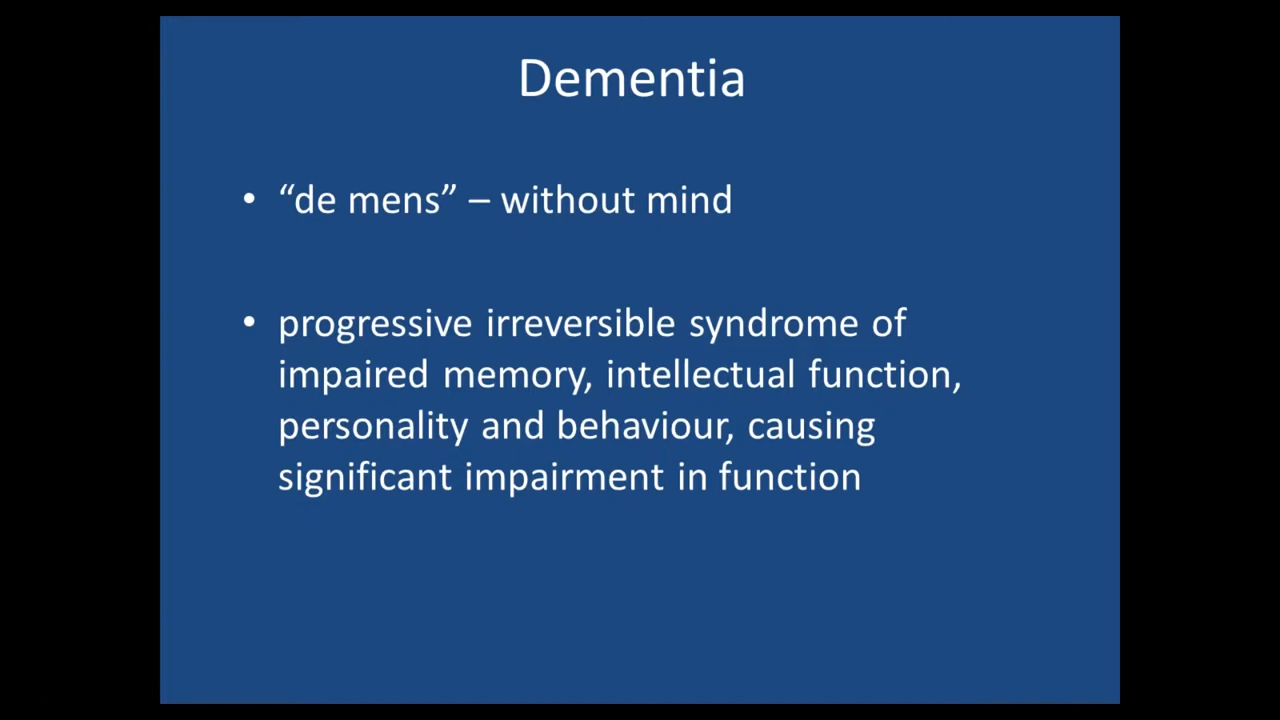 Dementia
• “de mens” – without mind
• progressive irreversible syndrome of
impaired memory, intellectual function,
personality and behaviour, causing
significant impairment in function